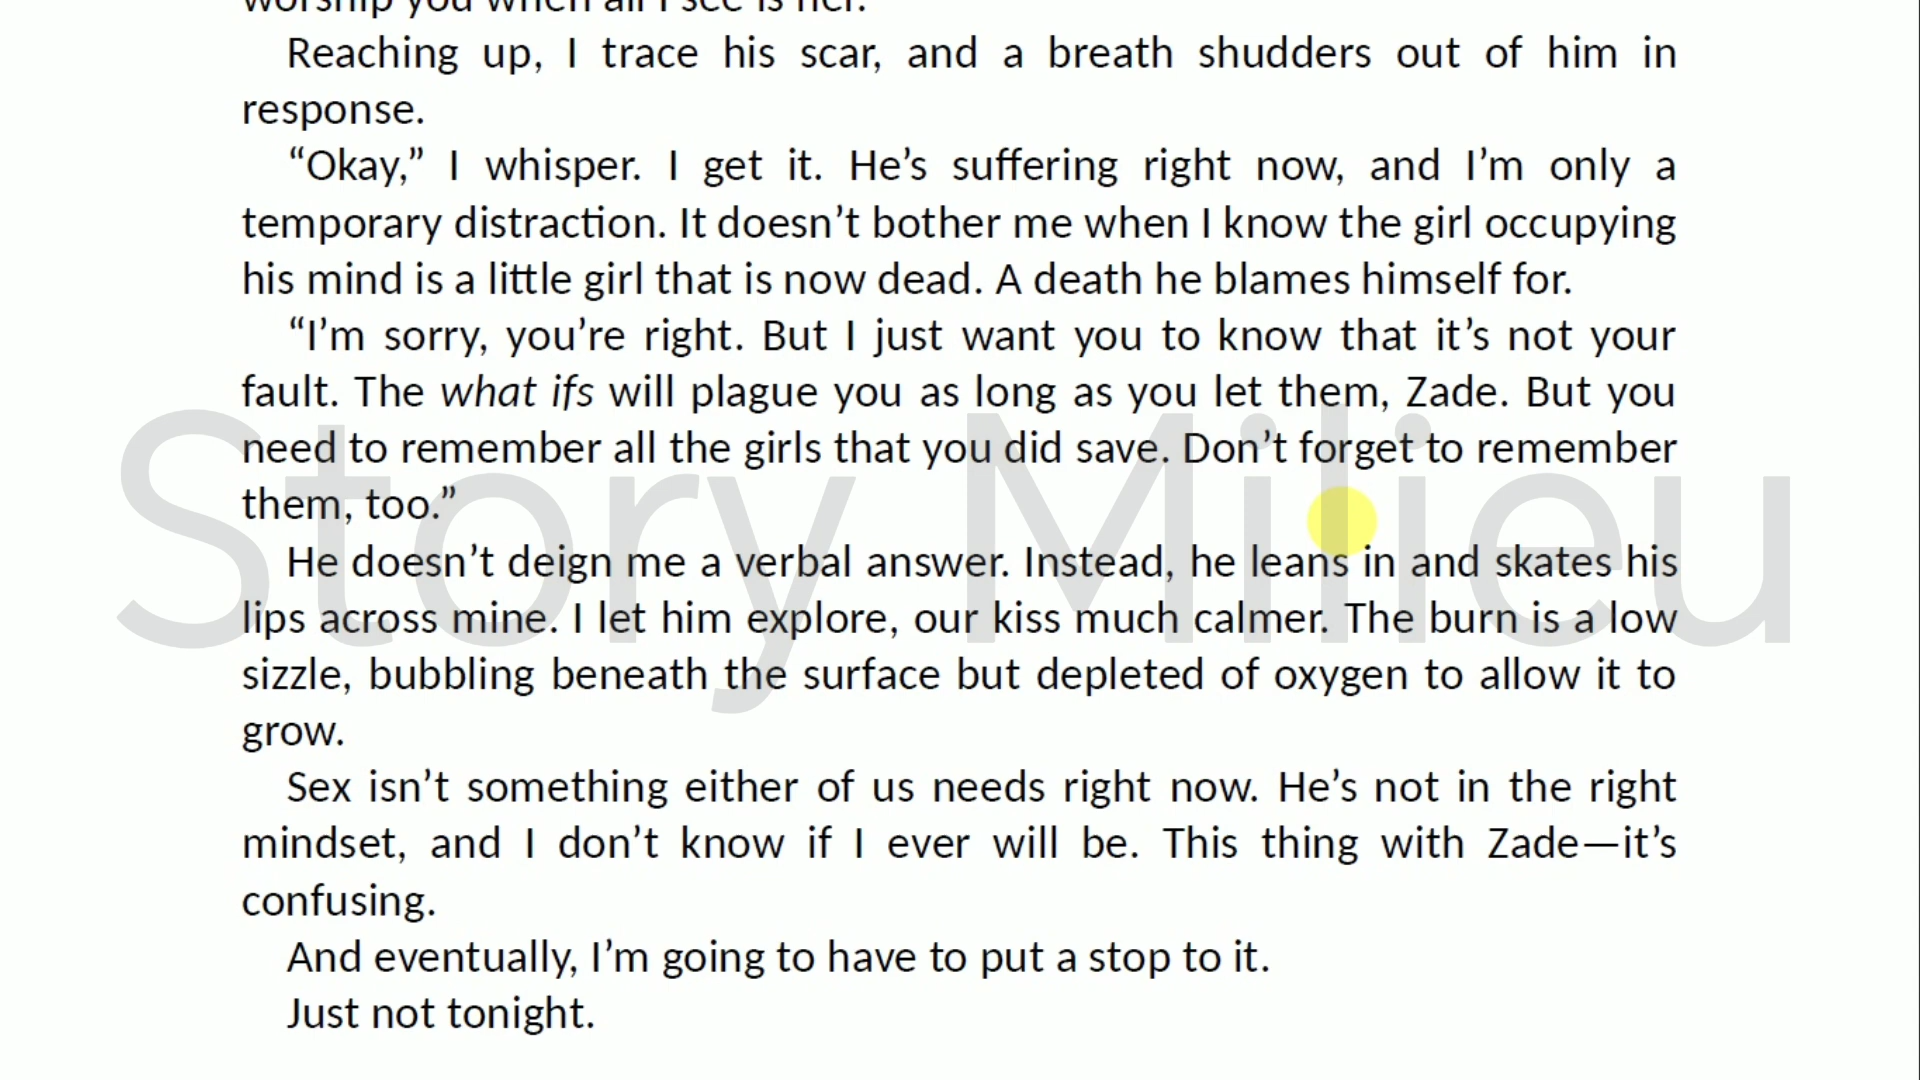 worship you when all I see is her.
Reaching up, I trace his scar, and a breath shudders out of him in
response.
“Okay,” I whisper. I get it. He’s suffering right now, and I’m only a
temporary distraction. It doesn’t bother me when I know the girl occupying
his mind is a little girl that is now dead. A death he blames himself for.
“I’m sorry, you’re right. But I just want you to know that it’s not your
fault. The what ifs will plague you as long as you let them, Zade. But you
need to remember all the girls that you did save. Don’t forget to remember
them, too.”
Story Milieu
He doesn’t deign me a verbal answer. Instead, he leans in and skates his
lips across mine. I let him explore, our kiss much calmer. The burn is a low
sizzle, bubbling beneath the surface but depleted of oxygen to allow it to
grow.
Sex isn’t something either of us needs right now. He’s not in the right
mindset, and I don’t know if I ever will be. This thing with Zade—it’s
confusing.
And eventually, I’m going to have to put a stop to it.
Just not tonight.